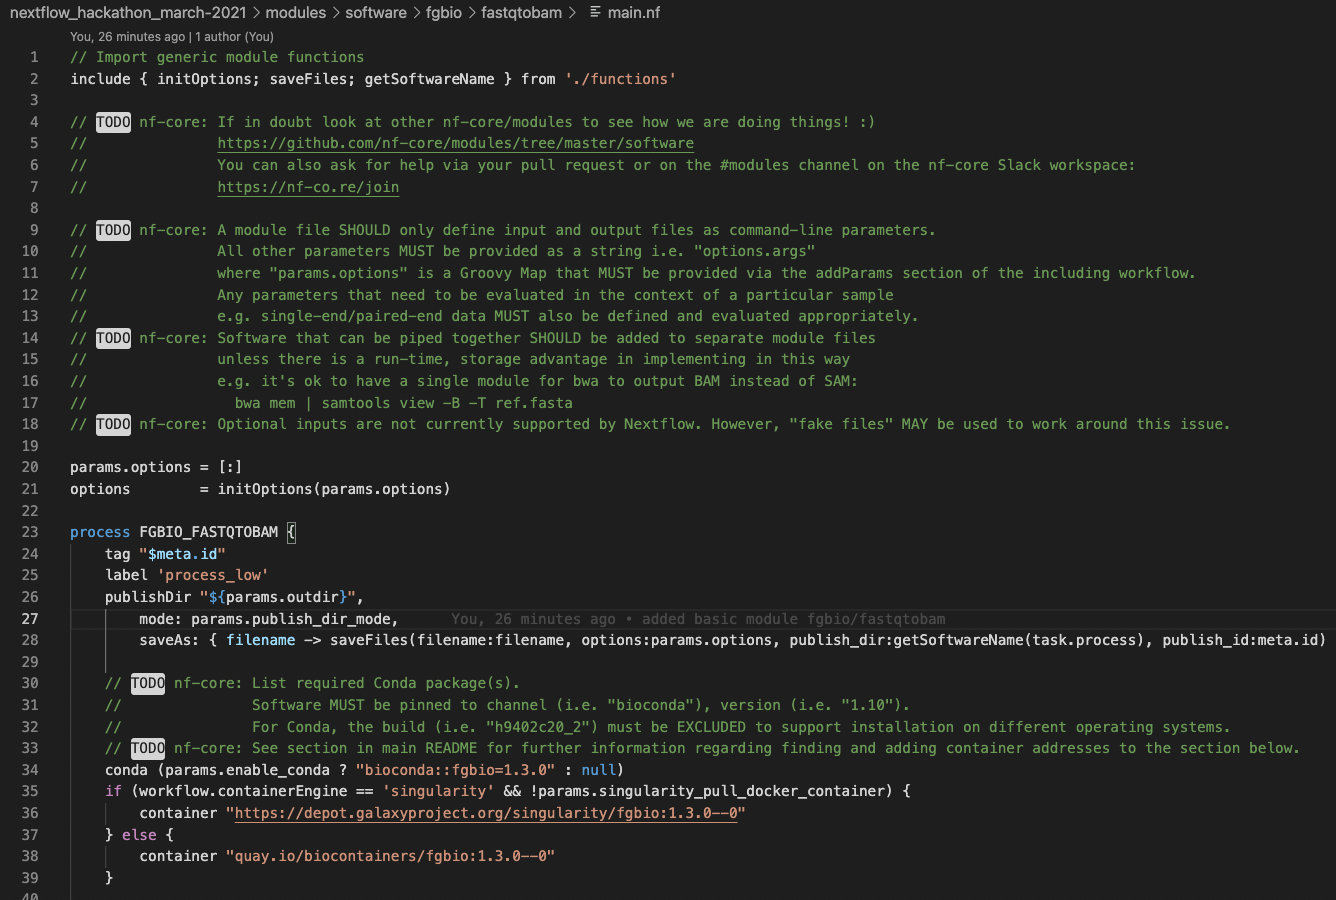 nextflow_hackathon_march-2021 > modules > software > fgbio > fastqtobam > main.nf
You, 26 minutes ago | 1 author (You)
1 // Import generic module functions
2 include { initOptions; saveFiles; getSoftwareName } from './functions'
3
4 // TODO nf-core: If in doubt look at other nf-core/modules to see how we are doing things! :)
5 // https://github.com/nf-core/modules/tree/master/software
6 // You can also ask for help via your pull request or on the #modules channel on the nf-core Slack workspace:
7 // https://nf-co.re/join
8
9 // TODO nf-core: A module file SHOULD only define input and output files as command-line parameters.
10 // All other parameters MUST be provided as a string i.e. "options.args"
11 // where "params.options" is a Groovy Map that MUST be provided via the addParams section of the including workflow.
12 // Any parameters that need to be evaluated in the context of a particular sample
13 // e.g. single-end/paired-end data MUST also be defined and evaluated appropriately.
14 // TODO nf-core: Software that can be piped together SHOULD be added to separate module files
15 // unless there is a run-time, storage advantage in implementing in this way
16 // e.g. it's ok to have a single module for bwa to output BAM instead of SAM:
17 // bwa mem | samtools view -B -T ref.fasta
18 // TODO nf-core: Optional inputs are not currently supported by Nextflow. However, "fake files" MAY be used to work around this issue.
19
20 params.options = [:]
21 options = initOptions(params.options)
22
23 process FGBIO_FASTQTOBAM {
24 tag "$meta.id"
25 label 'process_low'
26 publishDir "${params.outdir}",
27 mode: params.publish_dir_mode, You, 26 minutes ago • added basic module fgbio/fastqtobam
28 saveAs: { filename -> saveFiles(filename:filename, options:params.options, publish_dir:getSoftwareName(task.process), publish_id:meta.id)
29
30 // TODO nf-core: List required Conda package(s).
31 // Software MUST be pinned to channel (i.e. "bioconda"), version (i.e. "1.10").
32 // For Conda, the build (i.e. "h9402c20_2") must be EXCLUDED to support installation on different operating systems.
33 // TODO nf-core: See section in main README for further information regarding finding and adding container addresses to the section below.
34 conda (params.enable_conda ? "bioconda::fgbio=1.3.0" : null)
35 if (workflow.containerEngine == 'singularity' && !params.singularity_pull_docker_container) {
36 container "https://depot.galaxyproject.org/singularity/fgbio:1.3.0--0"
37 } else {
38 container "quay.io/biocontainers/fgbio:1.3.0--0"
39 }
40